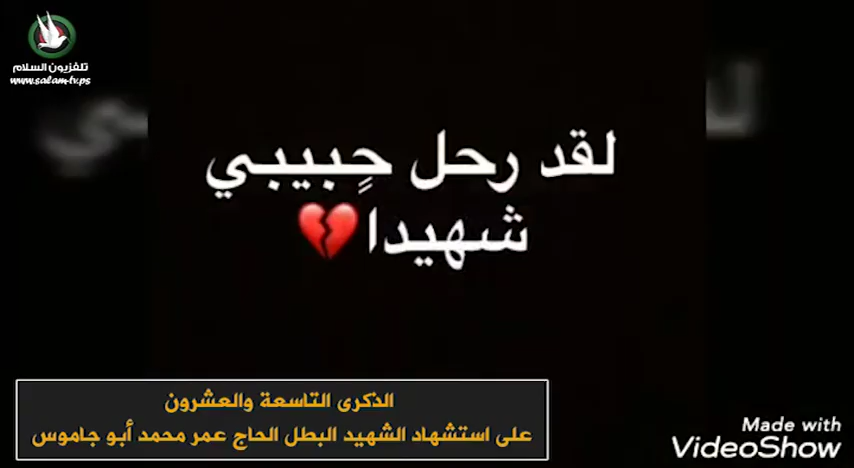 تلفزيون السلام
www.salam-tv.ps
لقد رحل حٍبيبي
شهيدا💔
الذكرى التاسعة والعشرون
على استشهاد الشهيد البطل الحاج عمر محمد أبو جاموس
Made with
VideoShow